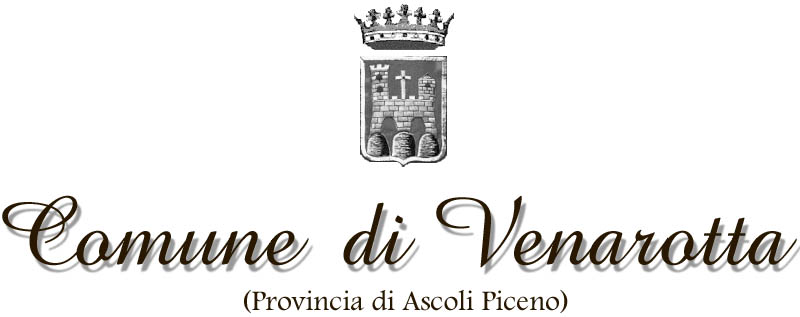 Comune di Venarotta
(Provincia di Ascoli Piceno)